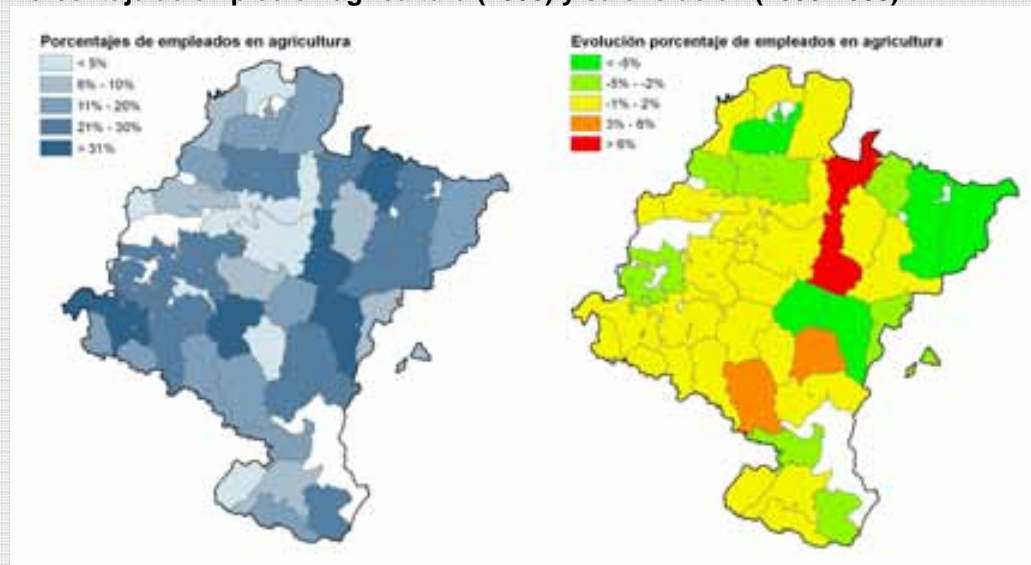 Porcentajes de empleados en agricultura
< 5%
6% - 10%
11% - 20%
21% - 30%
> 31%
Evolución porcentaje de empleados en agricultura
< -5%
-5% - -2%
-1% - 2%
3% - 6%
> 6%